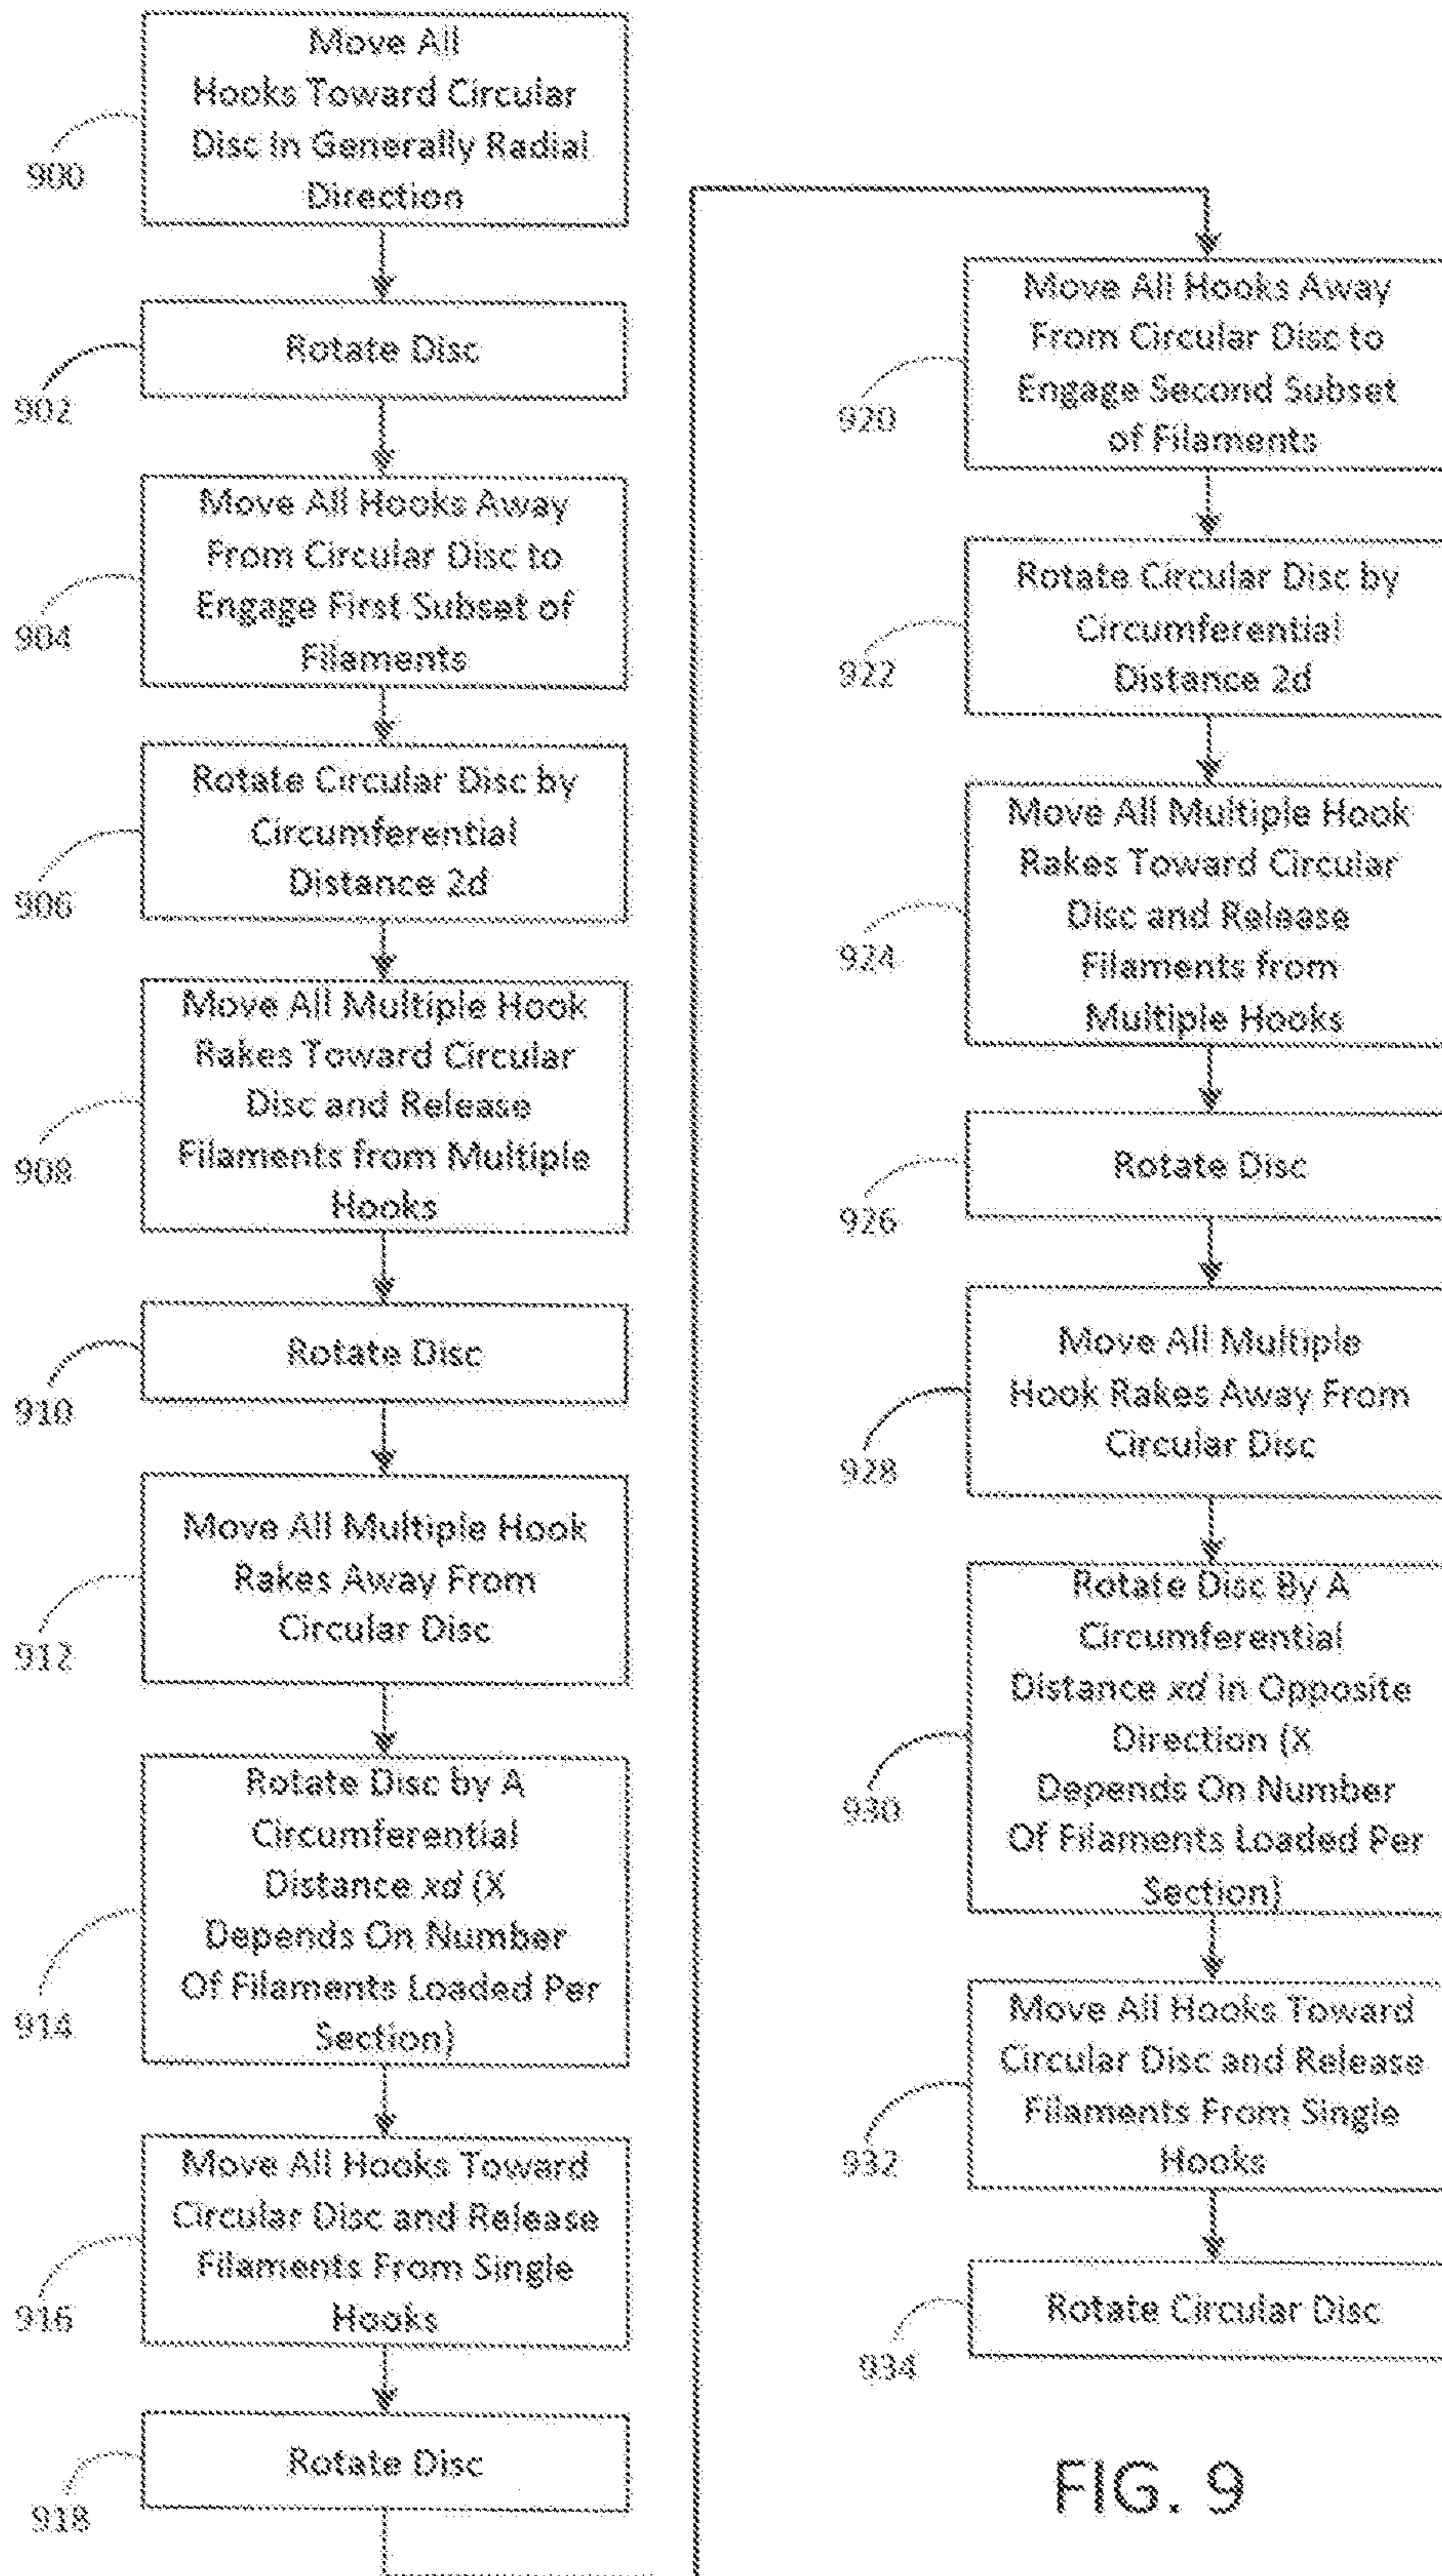 Move All
Hooks Toward Circular
Disc in Generally Radial
Direction
900
Rotate Disc
902
Move All Hooks Away
From Circular Disc to
Engage First Subset of
Filaments
904
Rotate Circular Disc by
Circumferential
Distance 2d
906
Move All Multiple Hook
Rakes Toward Circular
Disc and Release
Filaments from Multiple
Hooks
908
Rotate Disc
910
Move All Multiple Hook
Rakes Away From
Circular Disc
912
Rotate Disc by A
Circumferential
Distance xd (X
Depends On Number
Of Filaments Loaded Per
Section)
914
Move All Hooks Toward
Circular Disc and Release
Filaments From Single
Hooks
916
Rotate Disc
918
Move All Hooks Away
From Circular Disc to
Engage Second Subset
of Filaments
920
Rotate Circular Disc by
Circumferential
Distance 2d
922
Move All Multiple Hook
Rakes Toward Circular
Disc and Release
Filaments from
Multiple Hooks
924
Rotate Disc
926
Move All Multiple
Hook Rakes Away From
Circular Disc
928
Rotate Disc By A
Circumferential
Distance xd in Opposite
Direction (X
Depends On Number
Of Filaments Loaded Per
Section)
930
Move All Hooks Toward
Circular Disc and Release
Filaments From Single
Hooks
932
Rotate Circular Disc
934
FIG. 9